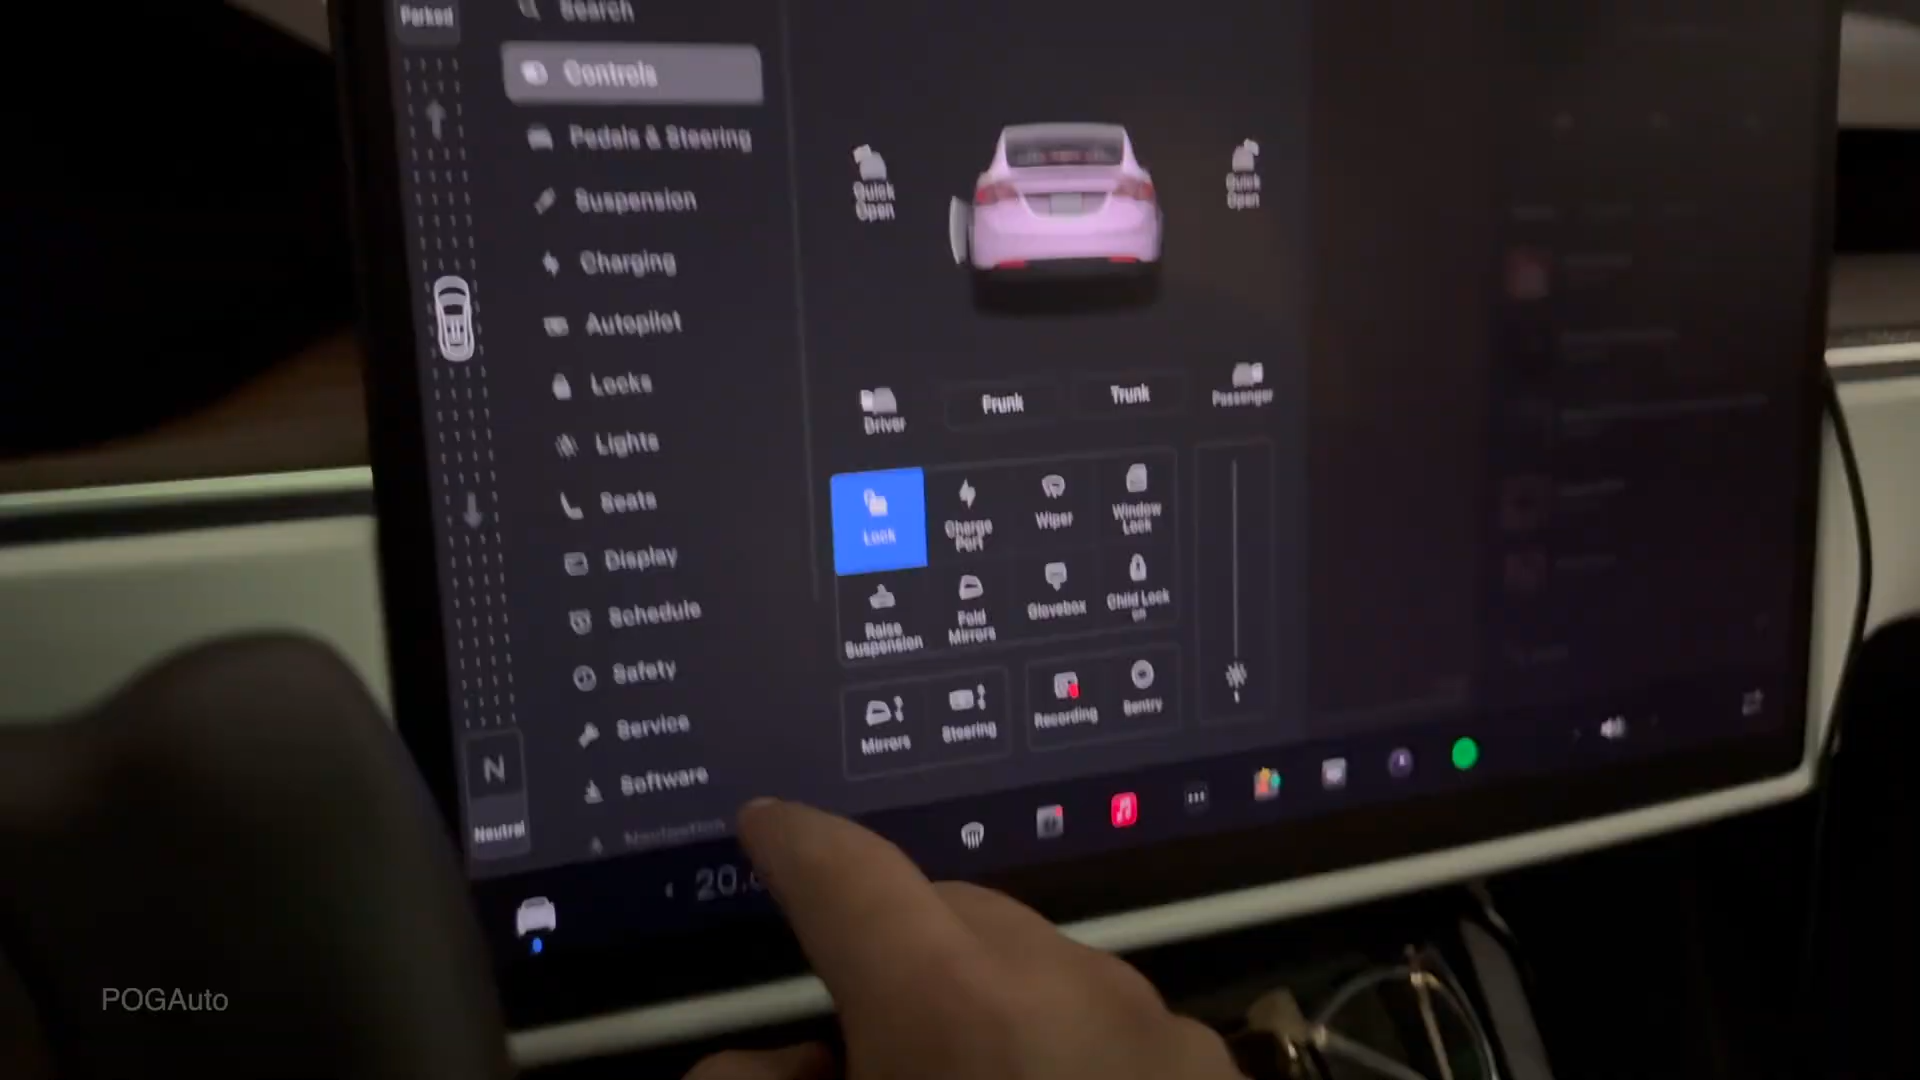 Parked
Search
Controls
Pedals & Steering
Suspension
Charging
Autopilot
Locks
Lights
Seats
Display
Schedule
Safety
Service
Software
Navigation
N
Neutral
Quick
Open
Quick
Open
Driver
Frunk
Trunk
Passenger
Lock
Charge
Port
Wiper
Window
Lock
Raise
Suspension
Fold
Mirrors
Glovebox
Child Lock
Mirrors
Steering
Recording
Sentry
POGAuto